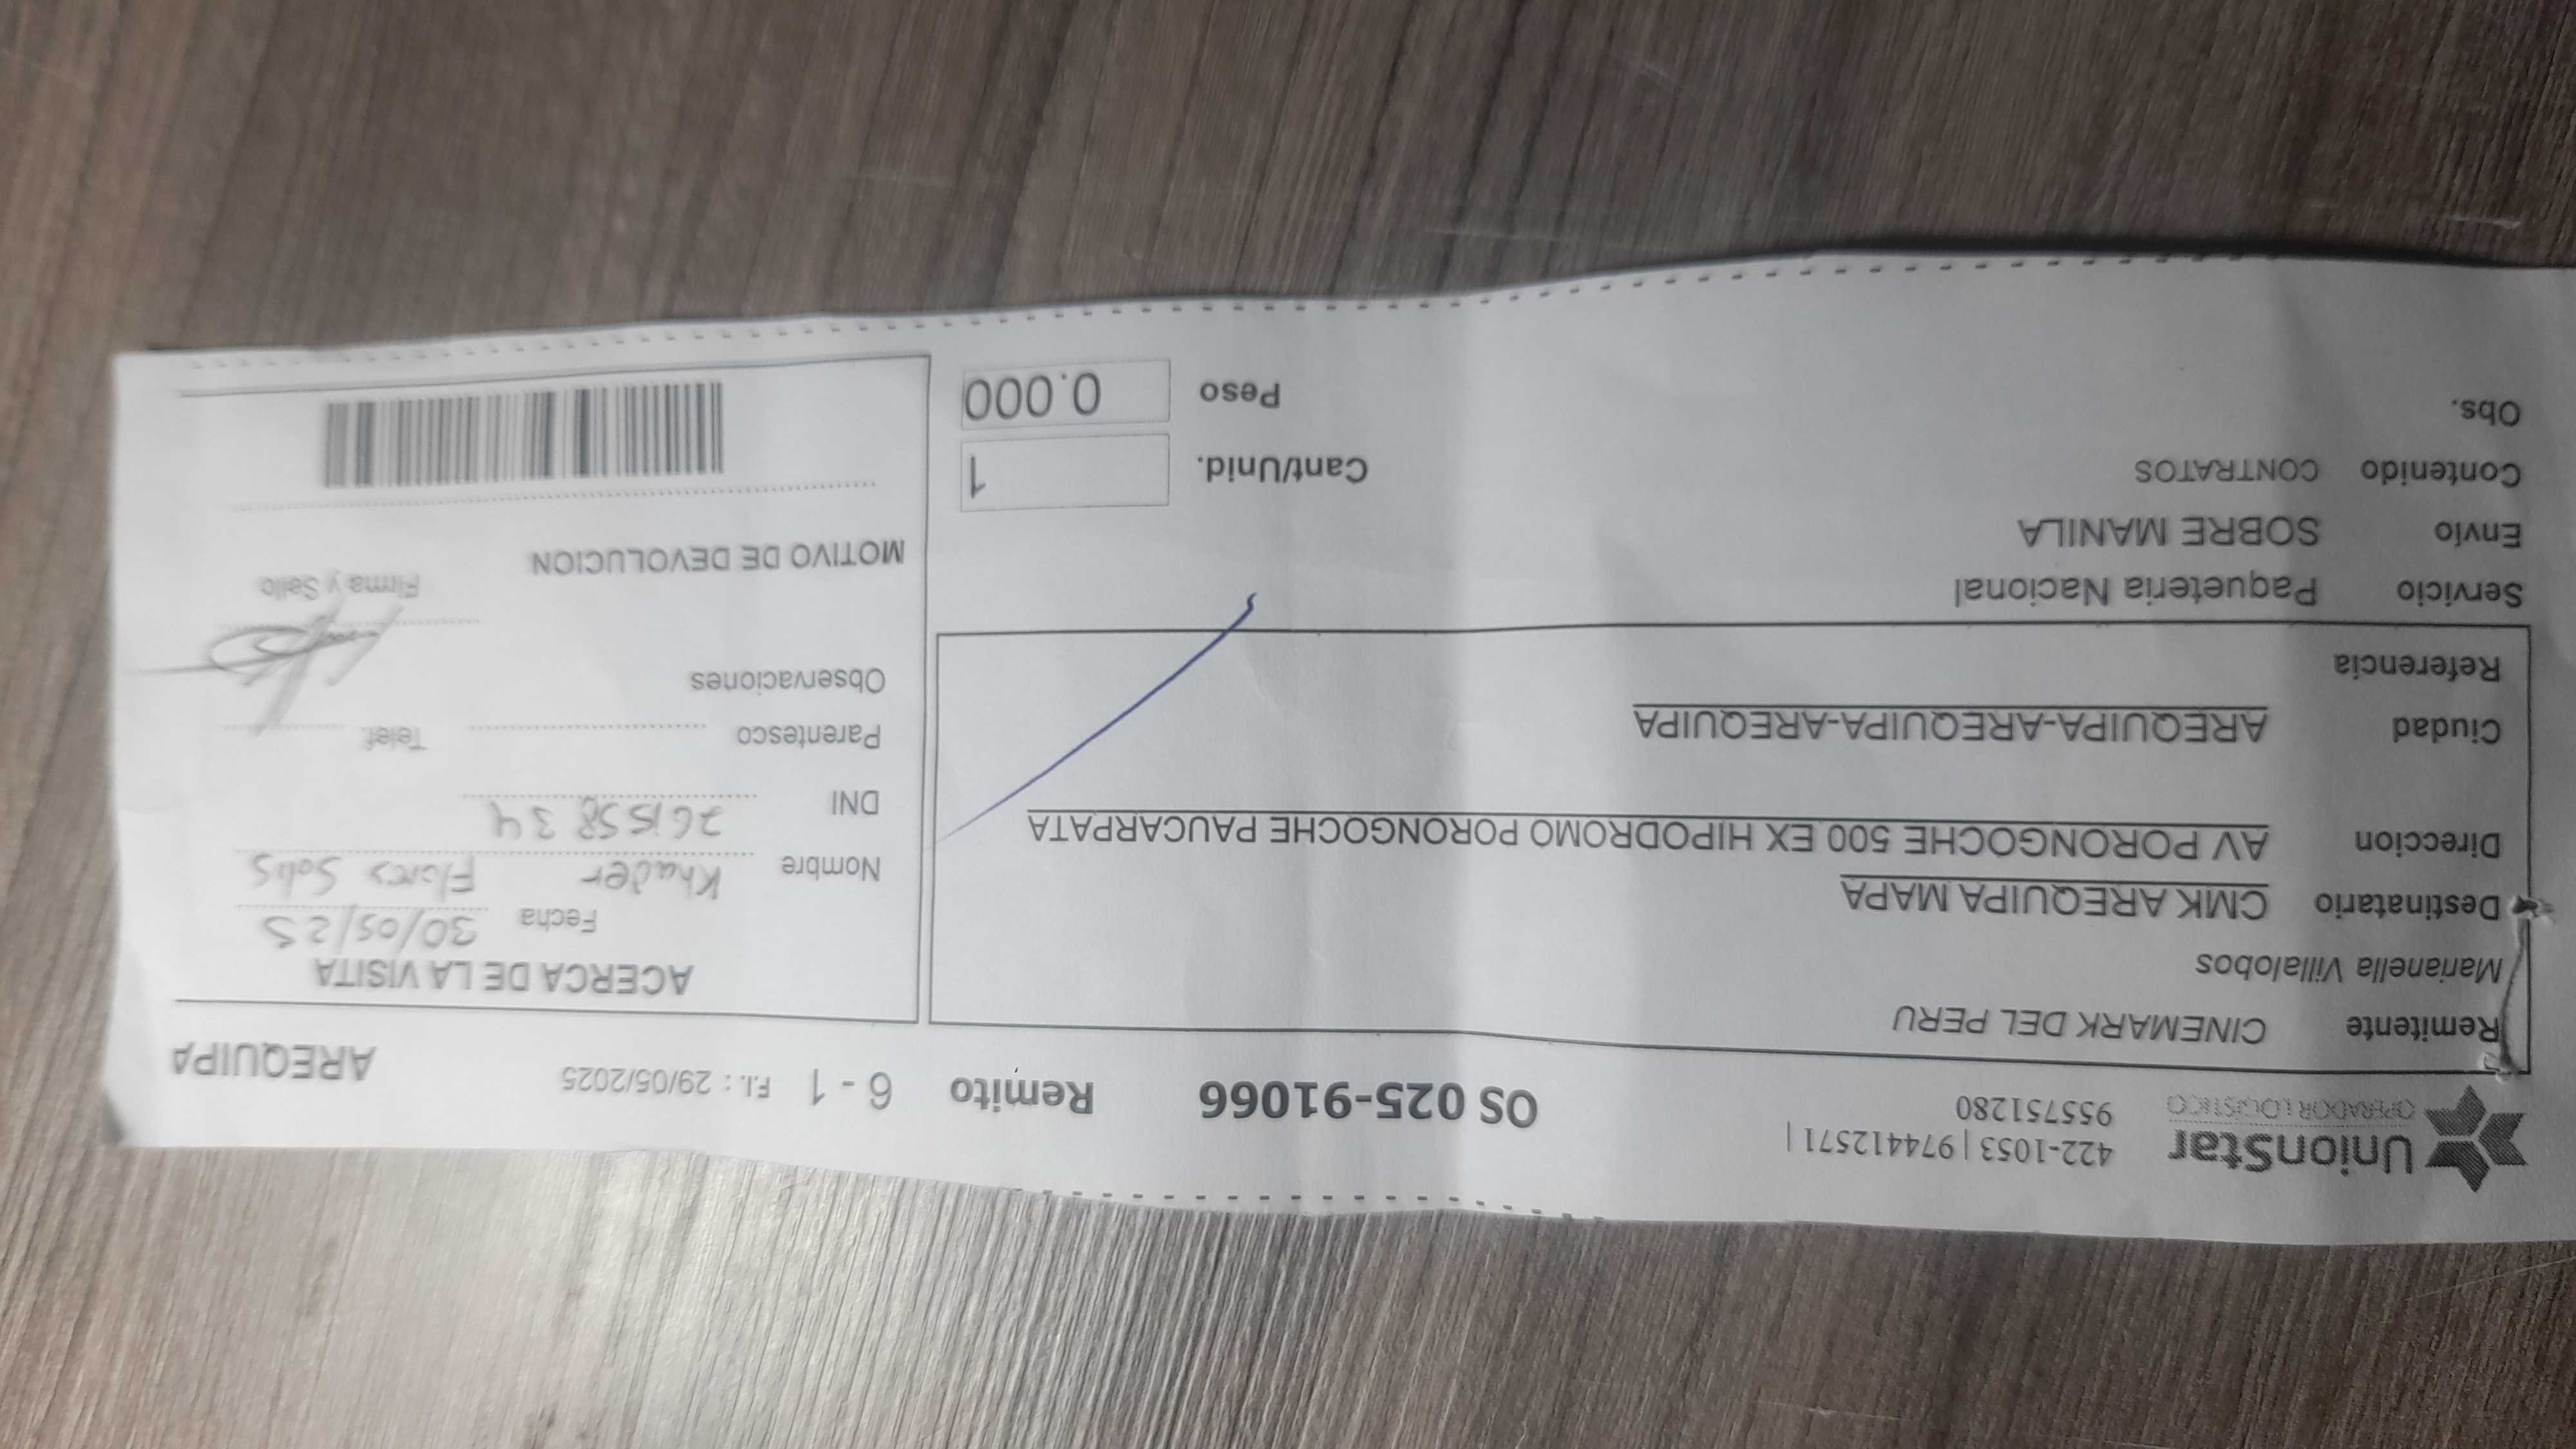 UnionStar
OPERADOR LOGISTICO
422-1053 | 974412571 |
955751280
OS 025-91066 Remito 6 - 1 F.I. : 29/05/2025 AREQUIPA
Remitente CINEMARK DEL PERU
Marianella Villalobos
Destinatario CMK AREQUIPA MAPA
Direccion AV PORONGOCHE 500 EX HIPODROMO PORONGOCHE PAUCARPATA
Ciudad AREQUIPA-AREQUIPA-AREQUIPA
Referencia
Servicio Paqueteria Nacional
Envío SOBRE MANILA
Contenido CONTRATOS
Obs.
Cant/Unid. 1
Peso 0.000
ACERCA DE LA VISITA
Fecha 30/05/25
Nombre Khader Flores Solis
DNI 76155834
Parentesco Telef.
Observaciones
Firma y Sello
MOTIVO DE DEVOLUCION